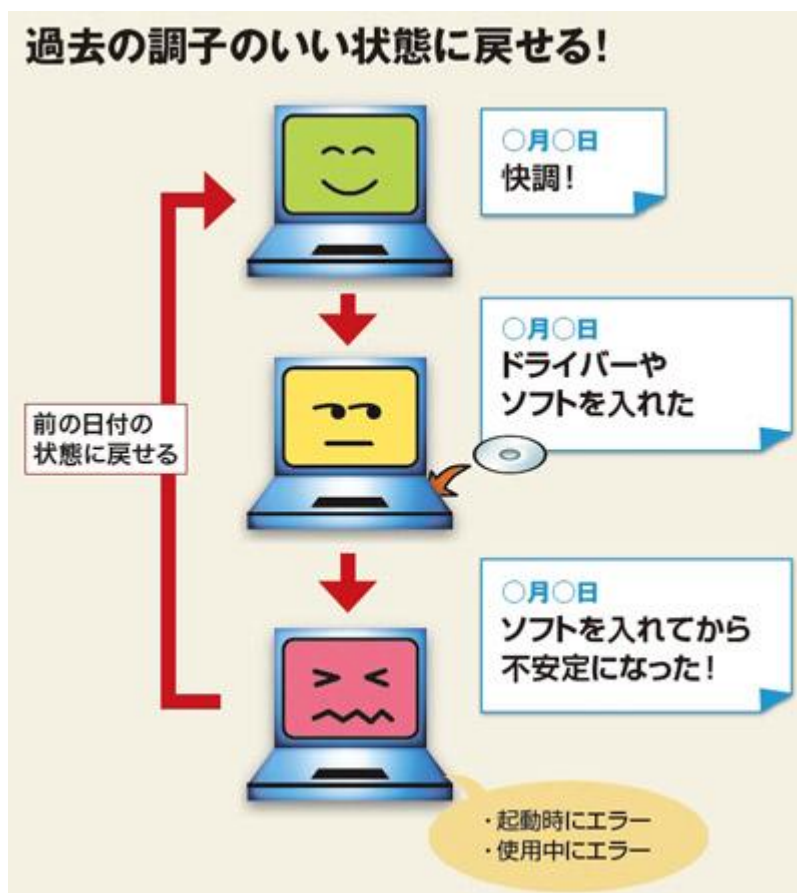 過去の調子のいい状態に戻せる!
○月○日
快調!
○月○日
ドライバーや
ソフトを入れた
前の日付の
状態に戻せる
○月○日
ソフトを入れてから
不安定になった!
・起動時にエラー
・使用中にエラー